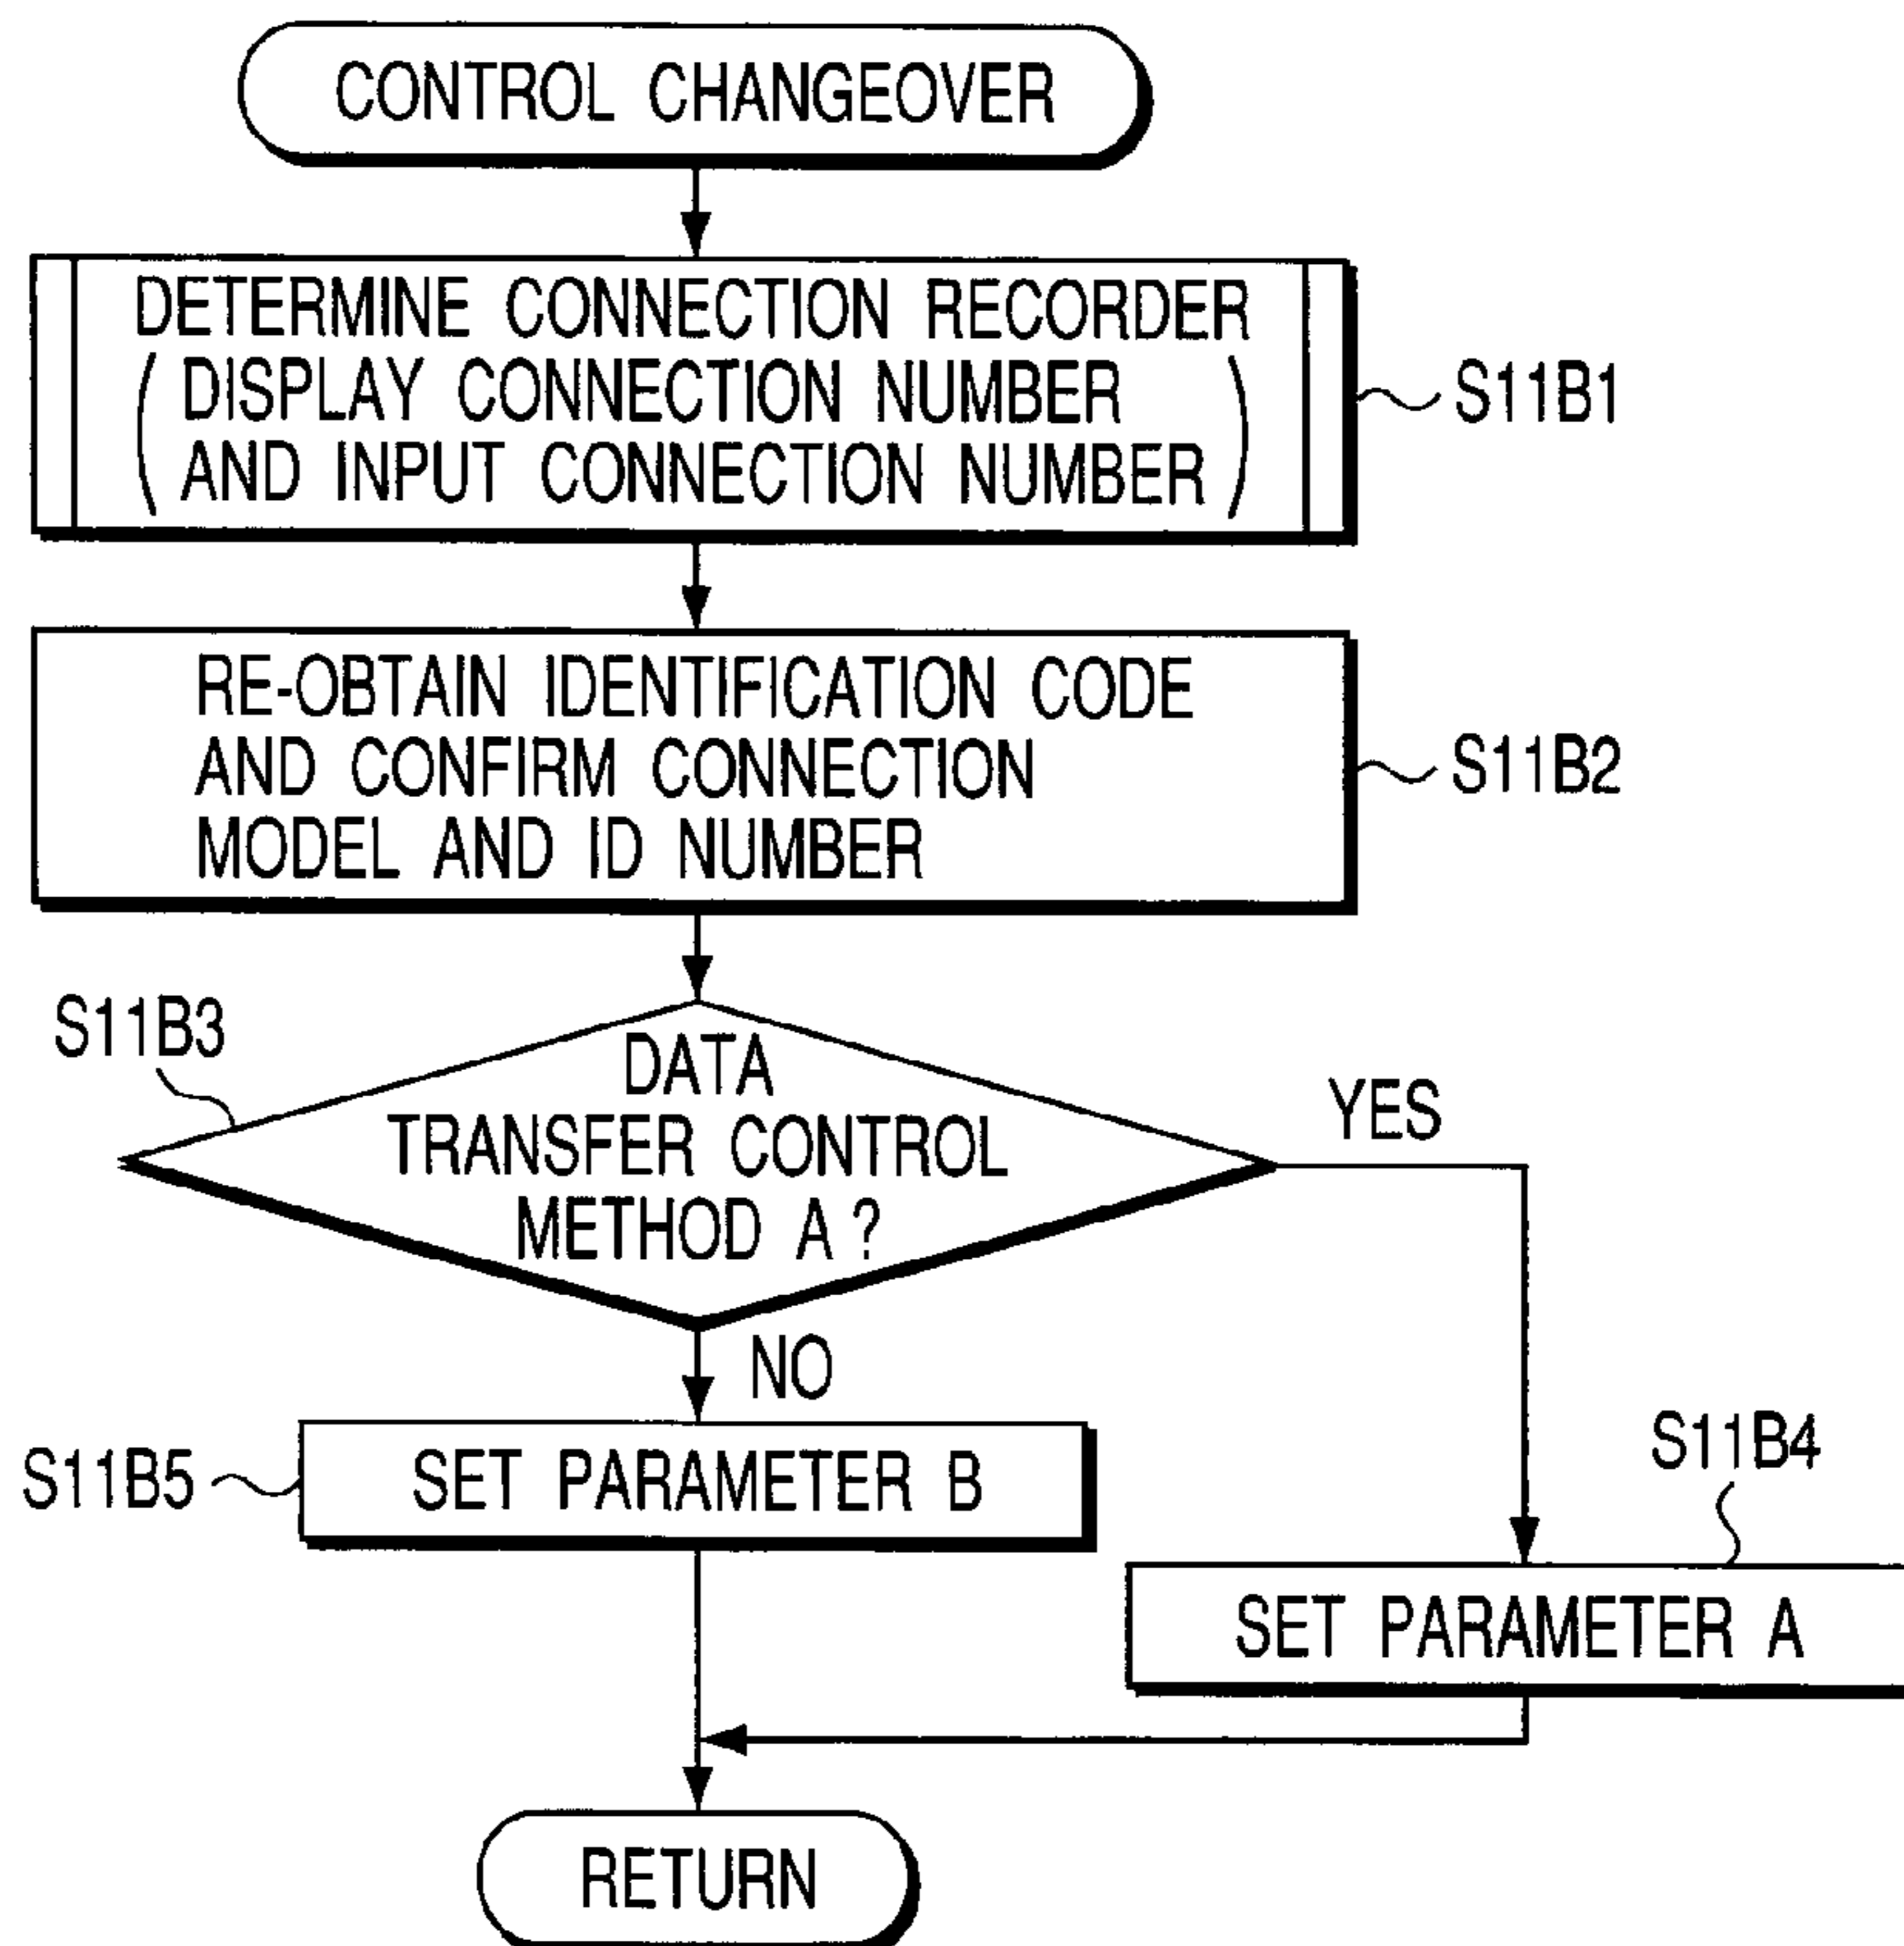 CONTROL CHANGEOVER
DETERMINE CONNECTION RECORDER
( DISPLAY CONNECTION NUMBER
AND INPUT CONNECTION NUMBER )
S11B1
RE-OBTAIN IDENTIFICATION CODE
AND CONFIRM CONNECTION
MODEL AND ID NUMBER
S11B2
S11B3
DATA
TRANSFER CONTROL
METHOD A ?
YES
NO
S11B5
SET PARAMETER B
S11B4
SET PARAMETER A
RETURN